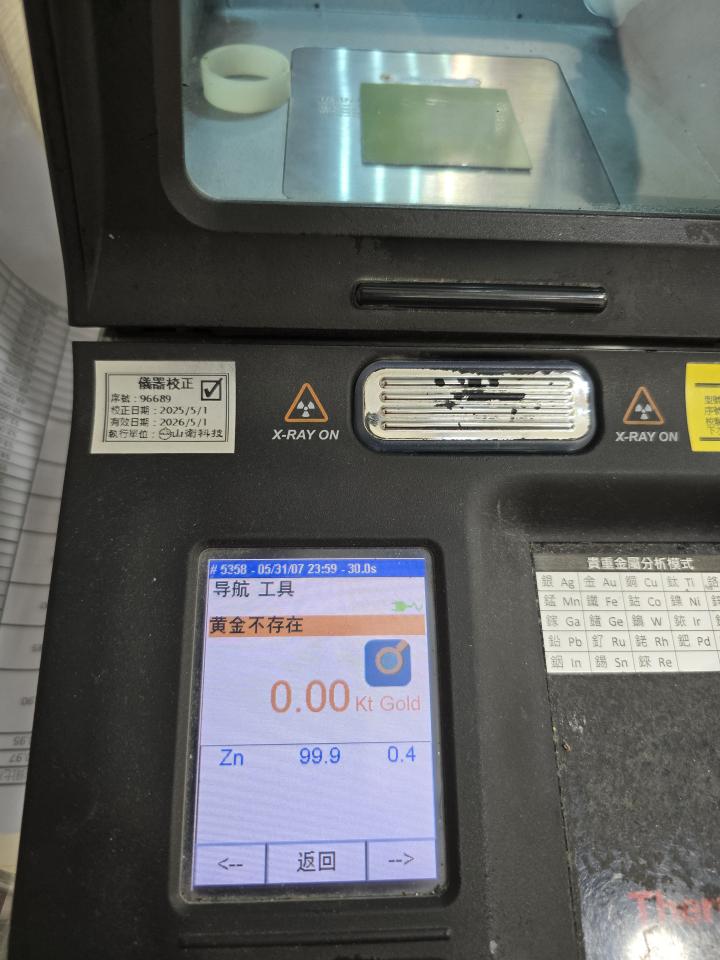 儀器校正
序號：96689
校正日期：2025/5/1
有效日期：2026/5/1
執行單位：山衛科技
X-RAY ON
X-RAY ON
# 5358 - 05/31/07 23:59 - 30.0s
导航 工具
黄金不存在
0.00 Kt Gold
Zn 99.9 0.4
<-- 返回 -->
貴重金屬分析模式
銀 Ag 金 Au 銅 Cu 鈦 Ti
錳 Mn 鐵 Fe 鈷 Co 鎳 Ni
鎵 Ga 鍺 Ge 鎢 W 銥 Ir
鉛 Pb 釕 Ru 銠 Rh 鈀 Pd
銦 In 錫 Sn 錸 Re